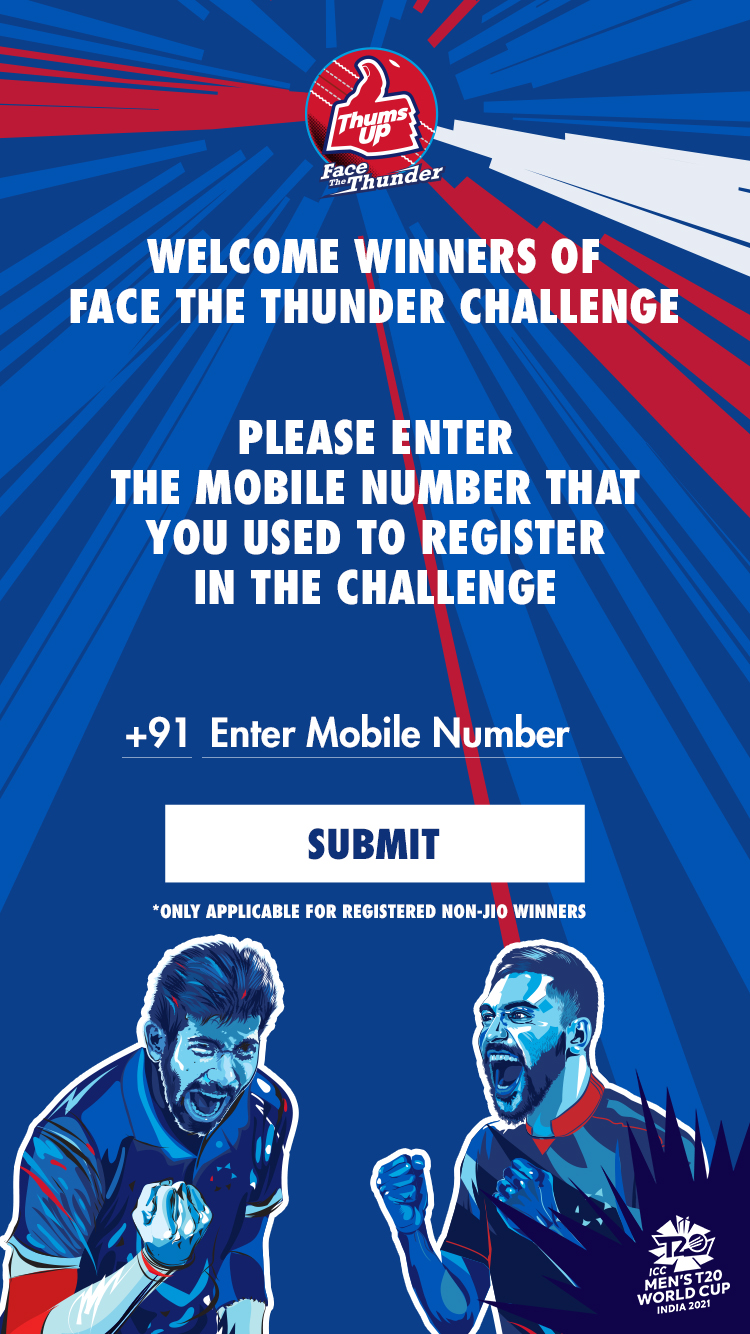 Thums
UP
Face
The Thunder
WELCOME WINNERS OF
FACE THE THUNDER CHALLENGE
PLEASE ENTER
THE MOBILE NUMBER THAT
YOU USED TO REGISTER
IN THE CHALLENGE
+91 Enter Mobile Number
SUBMIT
*ONLY APPLICABLE FOR REGISTERED NON-JIO WINNERS
T20
ICC
MEN'S T20
WORLD CUP
INDIA 2021